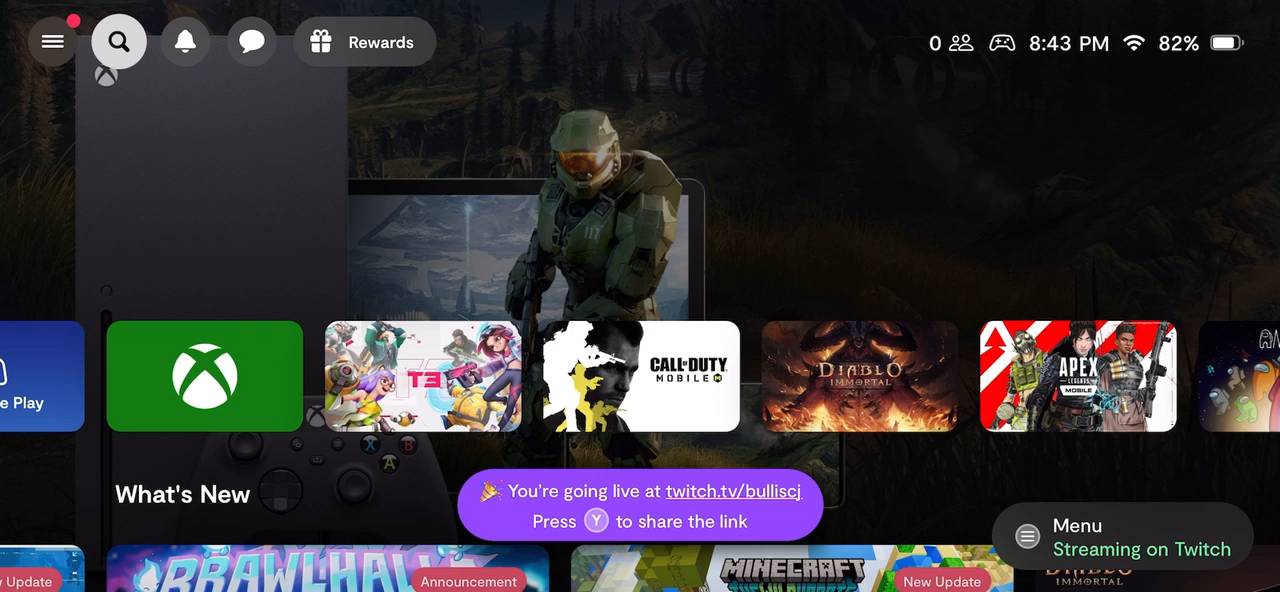 Rewards
0
8:43 PM
82%
e Play
T3
CALL OF DUTY
MOBILE
DIABLO
IMMORTAL
APEX
LEGENDS
MOBILE
117
X
B
A
What's New
🎉 You're going live at twitch.tv/bulliscj
Press Y to share the link
Menu
Streaming on Twitch
w Update
BRAWLHAL
Announcement
MINECRAFT
New Update
DIABLO
IMMORTAL